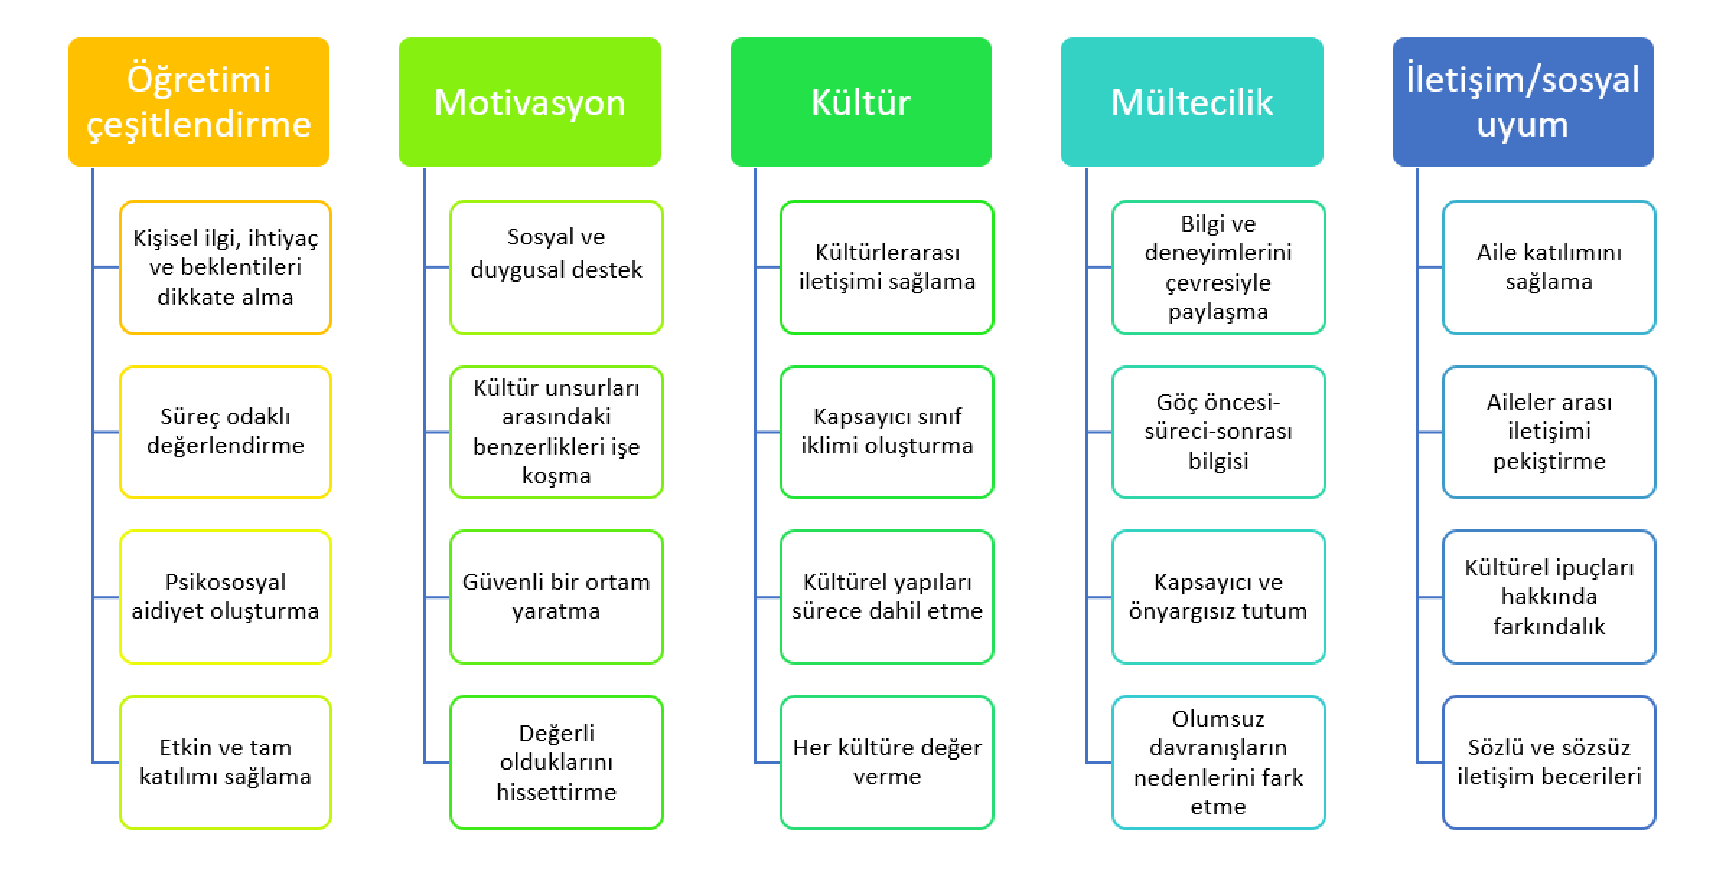 Öğretimi
çeşitlendirme
Kişisel ilgi, ihtiyaç
ve beklentileri
dikkate alma
Süreç odaklı
değerlendirme
Psikososyal
aidiyet oluşturma
Etkin ve tam
katılımı sağlama
Motivasyon
Sosyal ve
duygusal destek
Kültür unsurları
arasındaki
benzerlikleri işe
koşma
Güvenli bir ortam
yaratma
Değerli
olduklarını
hissettirme
Kültür
Kültürlerarası
iletişimi sağlama
Kapsayıcı sınıf
iklimi oluşturma
Kültürel yapıları
sürece dahil etme
Her kültüre değer
verme
Mültecilik
Bilgi ve
deneyimlerini
çevresiyle
paylaşma
Göç öncesi-
süreci-sonrası
bilgisi
Kapsayıcı ve
önyargısız tutum
Olumsuz
davranışların
nedenlerini fark
etme
İletişim/sosyal
uyum
Aile katılımını
sağlama
Aileler arası
iletişimi
pekiştirme
Kültürel ipuçları
hakkında
farkındalık
Sözlü ve sözsüz
iletişim becerileri